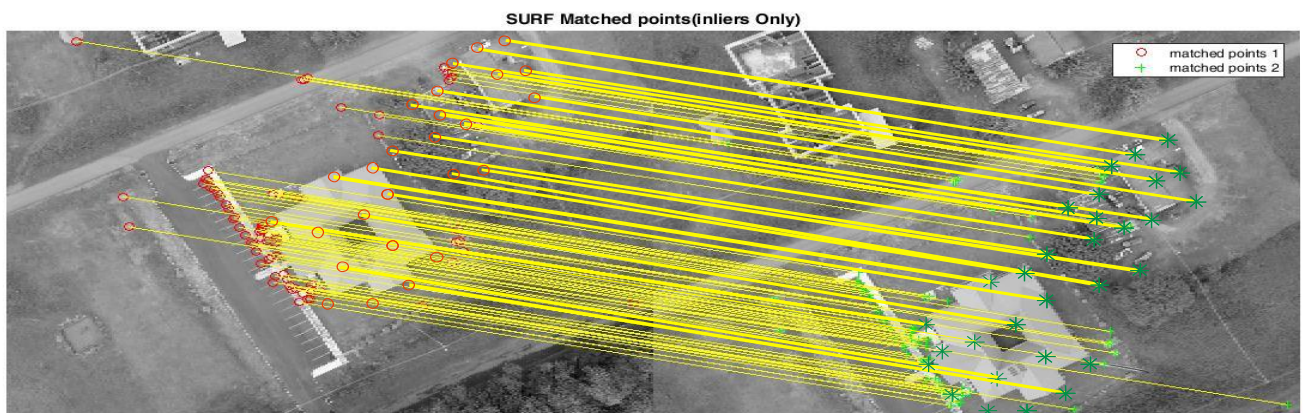 SURF Matched points(inliers Only)
matched points 1
matched points 2